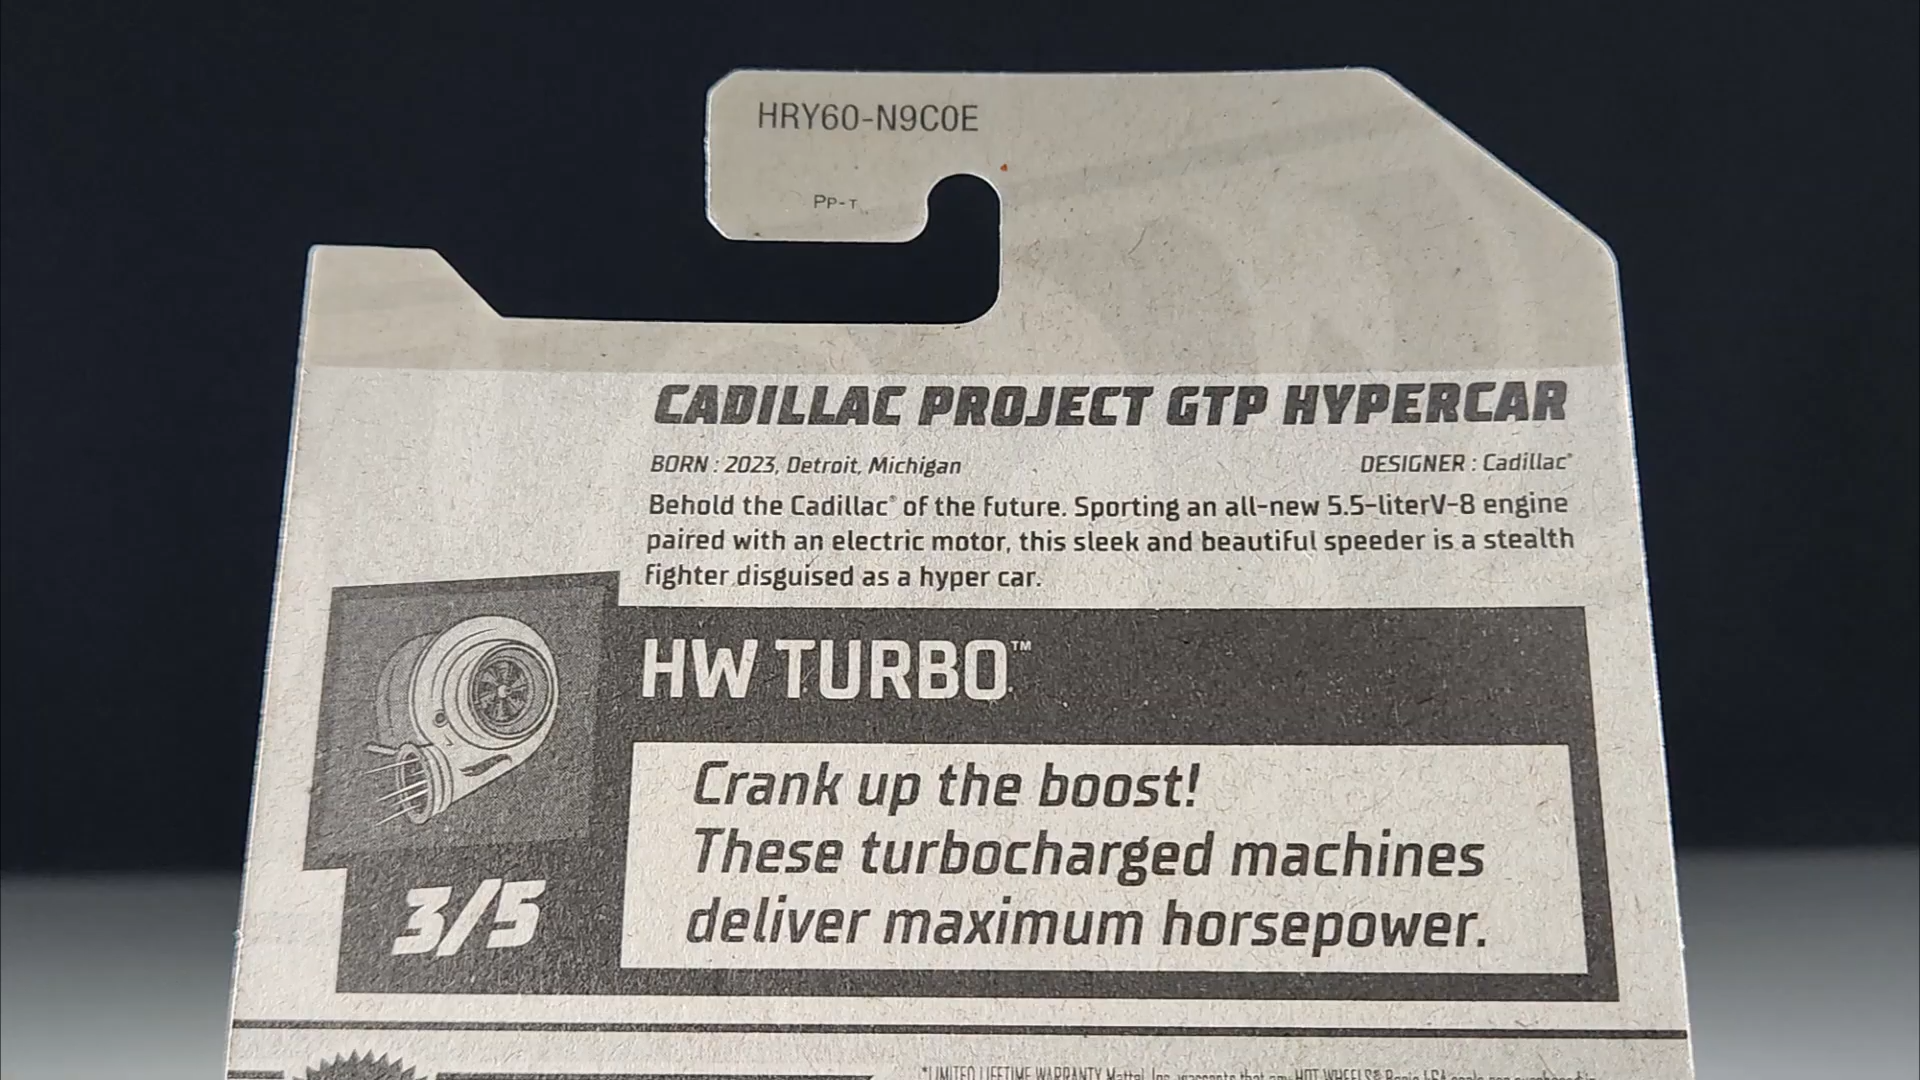 HRY60-N9C0E
PP-T
CADILLAC PROJECT GTP HYPERCAR
BORN : 2023, Detroit, Michigan
DESIGNER : Cadillac®
Behold the Cadillac® of the future. Sporting an all-new 5.5-literV-8 engine
paired with an electric motor, this sleek and beautiful speeder is a stealth
fighter disguised as a hyper car.
HW TURBO™
Crank up the boost!
These turbocharged machines
deliver maximum horsepower.
3/5
*LIMITED LIFETIME WARRANTY Mattel, Inc. warrants that any HOT WHEELS® Basic